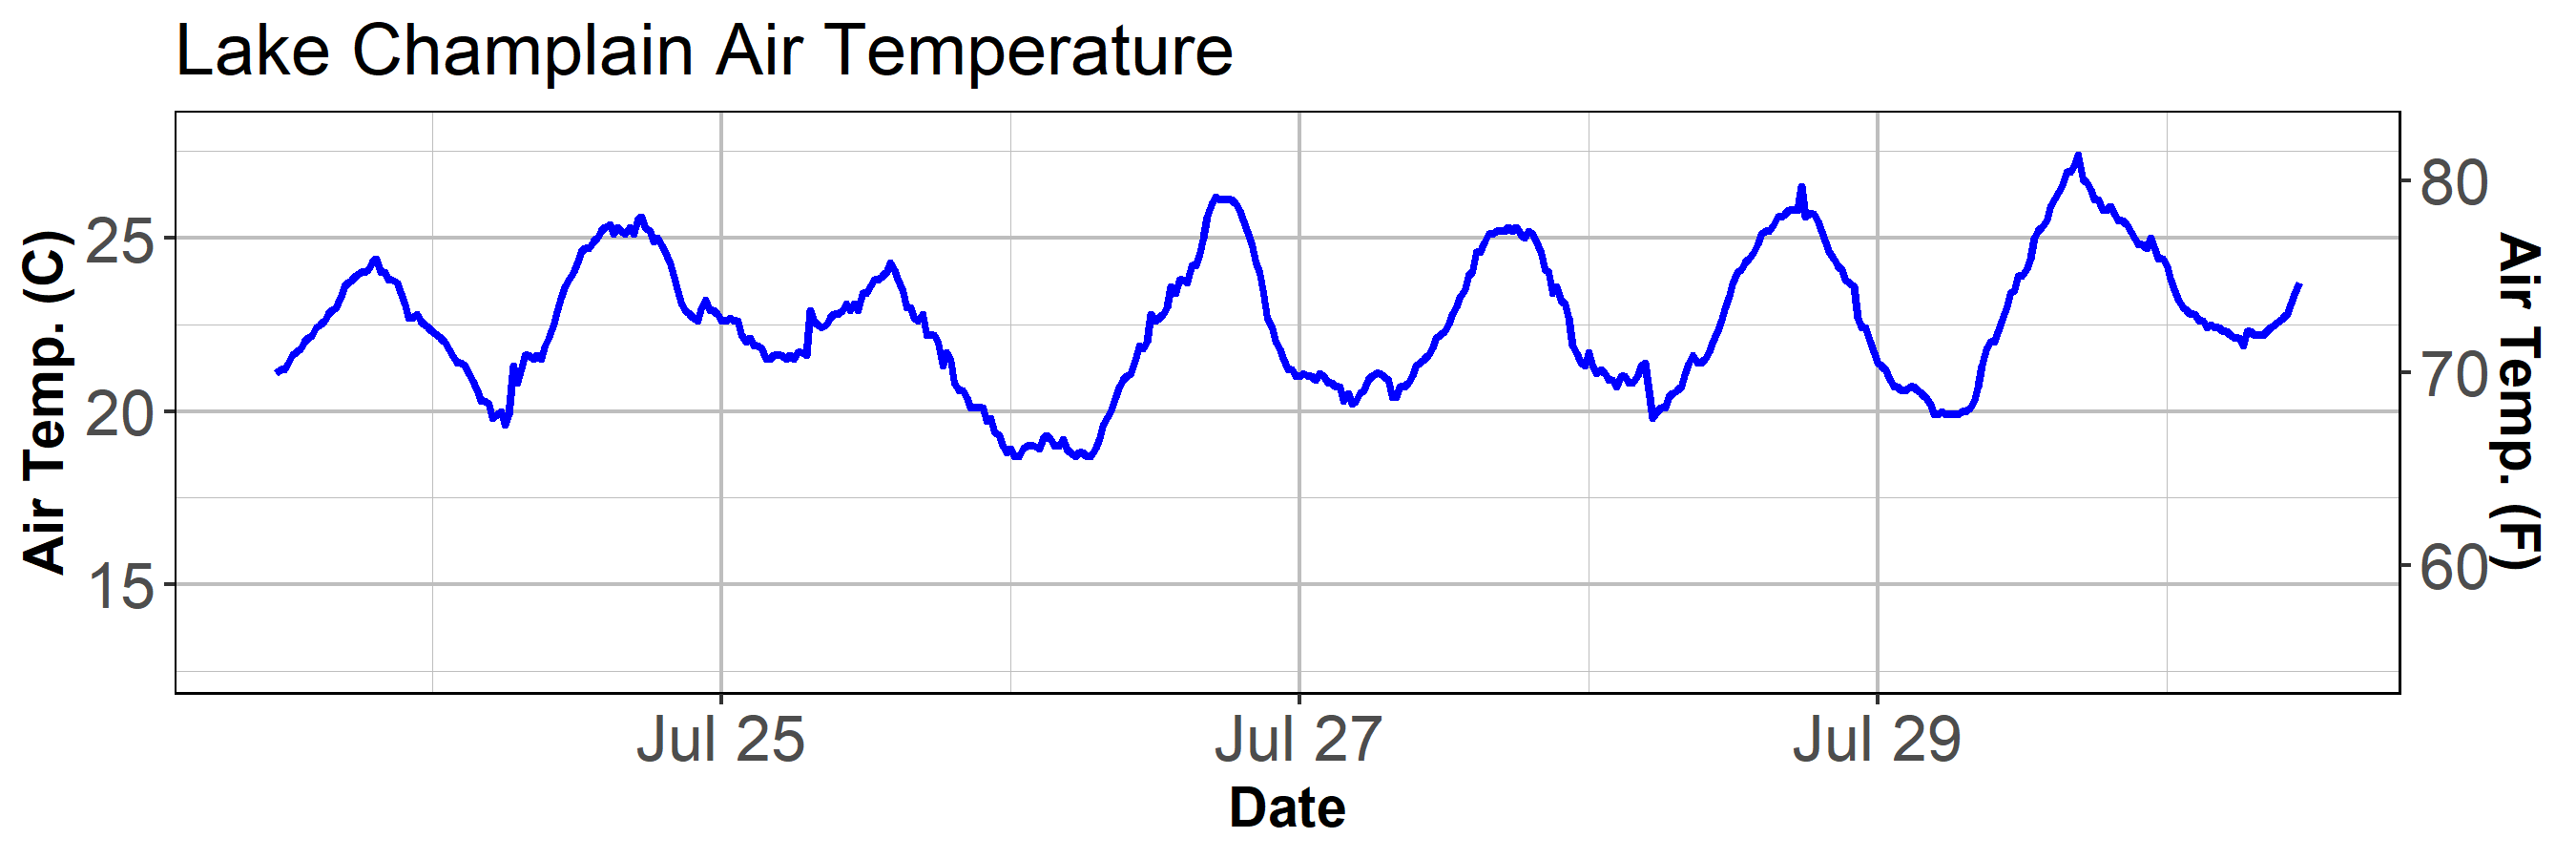 Lake Champlain Air Temperature
Air Temp. (C)
25
20
15
80
70
60
Air Temp. (F)
Jul 25 Jul 27 Jul 29
Date